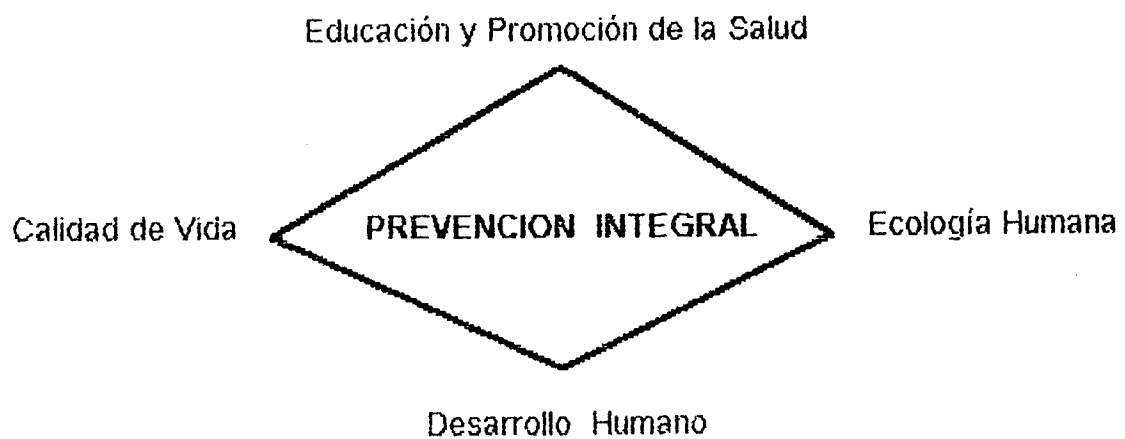 Educación y Promoción de la Salud
Calidad de Vida
PREVENCION INTEGRAL
Ecología Humana
Desarrollo Humano